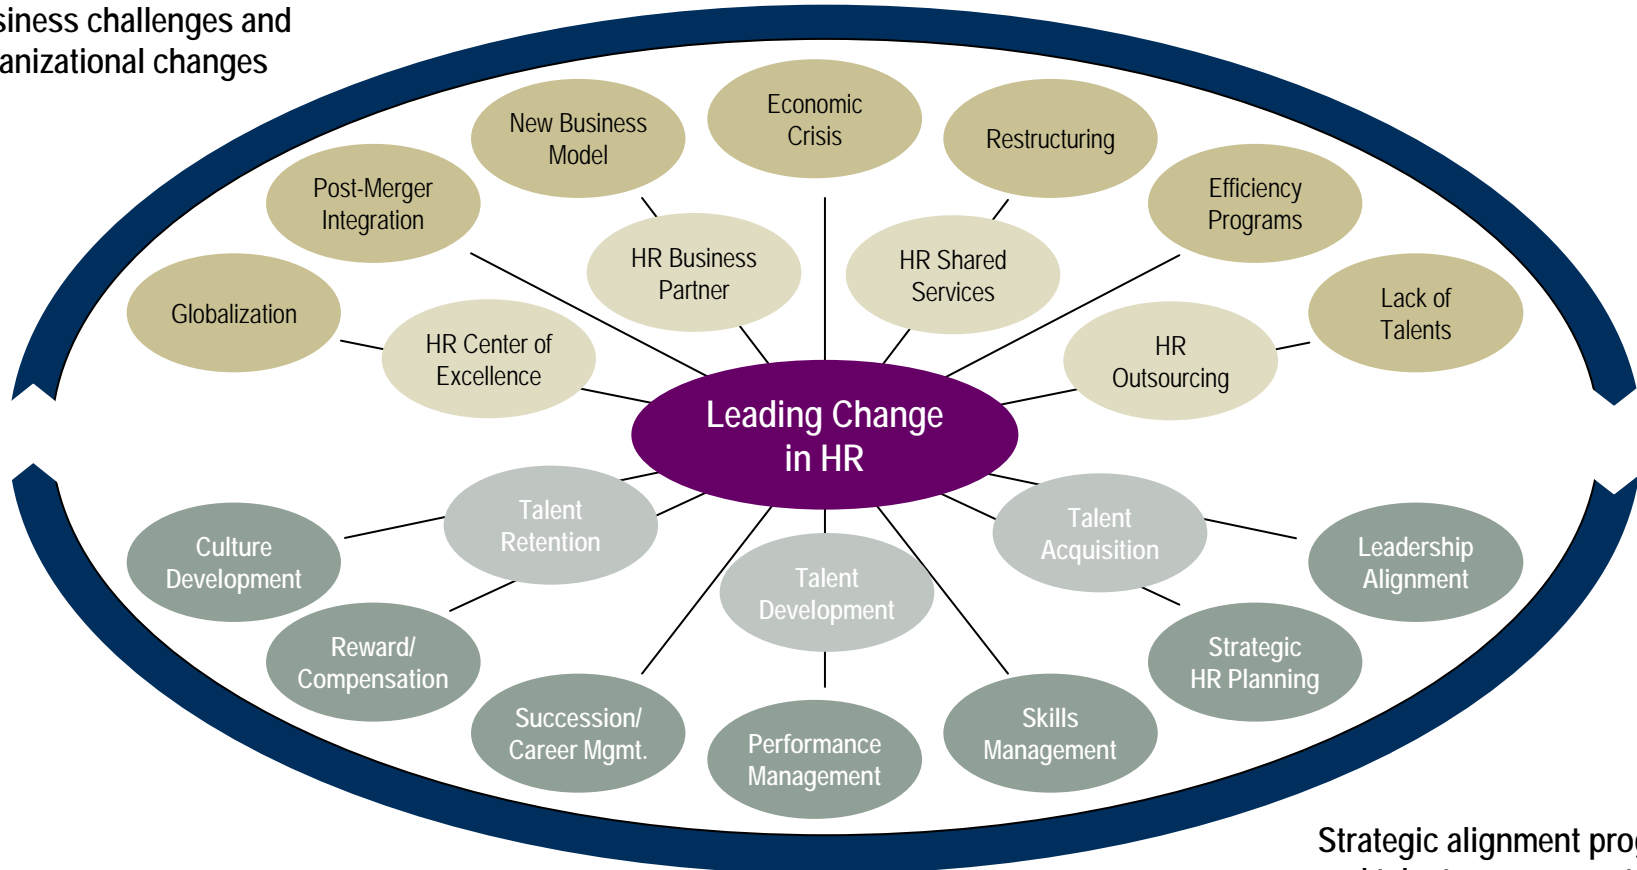 siness challenges and
anizational changes
Economic
Crisis
New Business
Model
Restructuring
Post-Merger
Integration
Efficiency
Programs
HR Business
Partner
HR Shared
Services
Globalization
Lack of
Talents
HR Center of
Excellence
HR
Outsourcing
Leading Change
in HR
Talent
Retention
Talent
Acquisition
Talent
Development
Culture
Development
Leadership
Alignment
Reward/
Compensation
Strategic
HR Planning
Succession/
Career Mgmt.
Performance
Management
Skills
Management
Strategic alignment prog